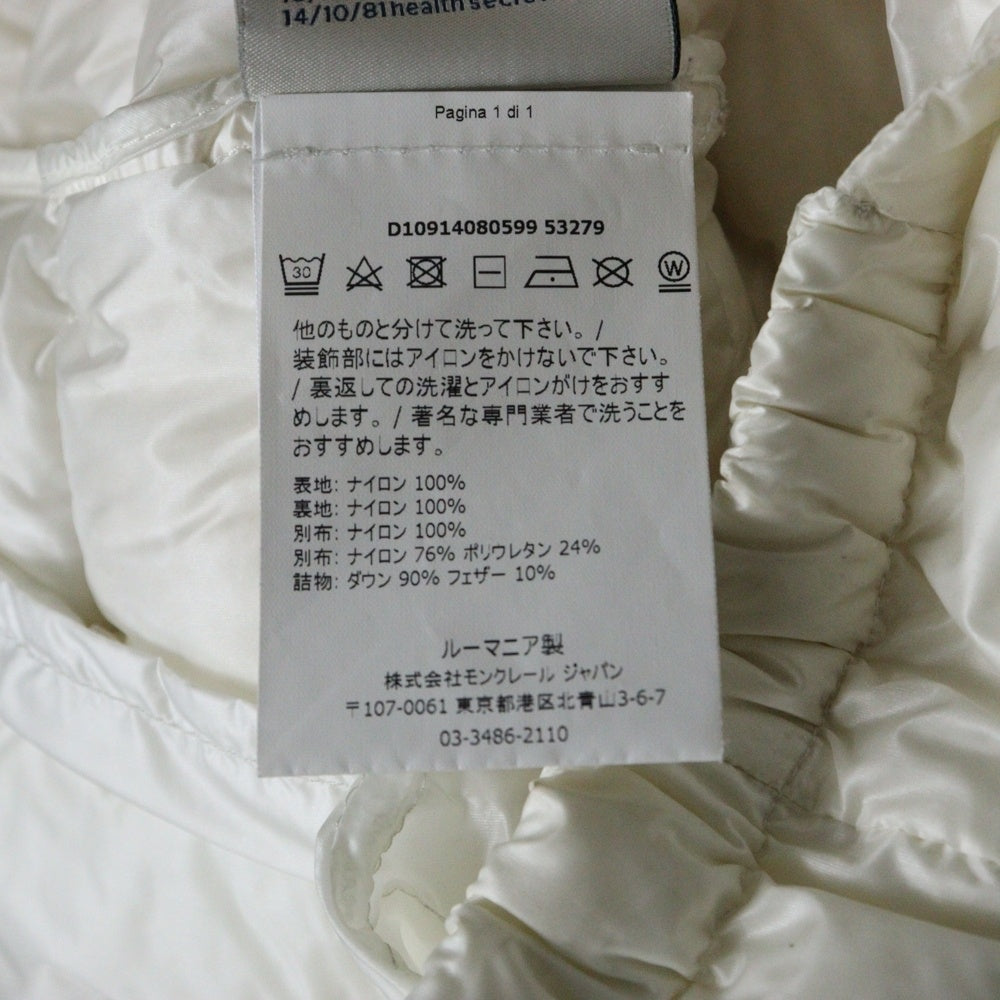 14/10/81healthsecre
Pagina 1 di 1
D10914080599 53279
30
W
他のものと分けて洗って下さい。/
装飾部にはアイロンをかけないで下さい。
/ 裏返しての洗濯とアイロンがけをおすす
めします。/ 著名な専門業者で洗うことを
おすすめします。
表地: ナイロン 100%
裏地: ナイロン 100%
別布: ナイロン 100%
別布: ナイロン 76% ポリウレタン 24%
詰物: ダウン 90% フェザー 10%
ルーマニア製
株式会社モンクレール ジャパン
〒107-0061 東京都港区北青山3-6-7
03-3486-2110